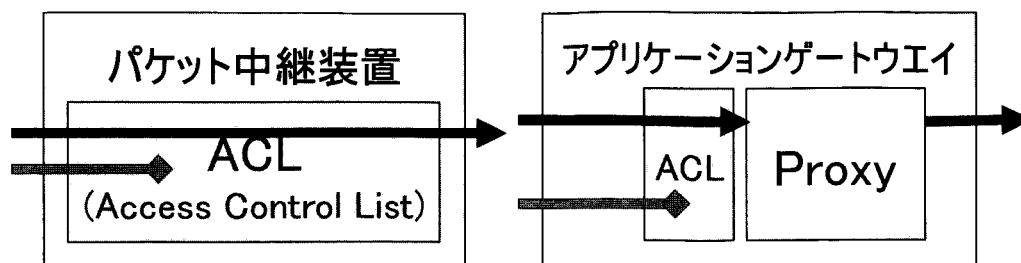 パケット中継装置
ACL
(Access Control List)
アプリケーションゲートウエイ
ACL
Proxy